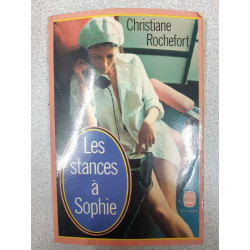 Christiane
Rochefort
Les
stances
à
Sophie